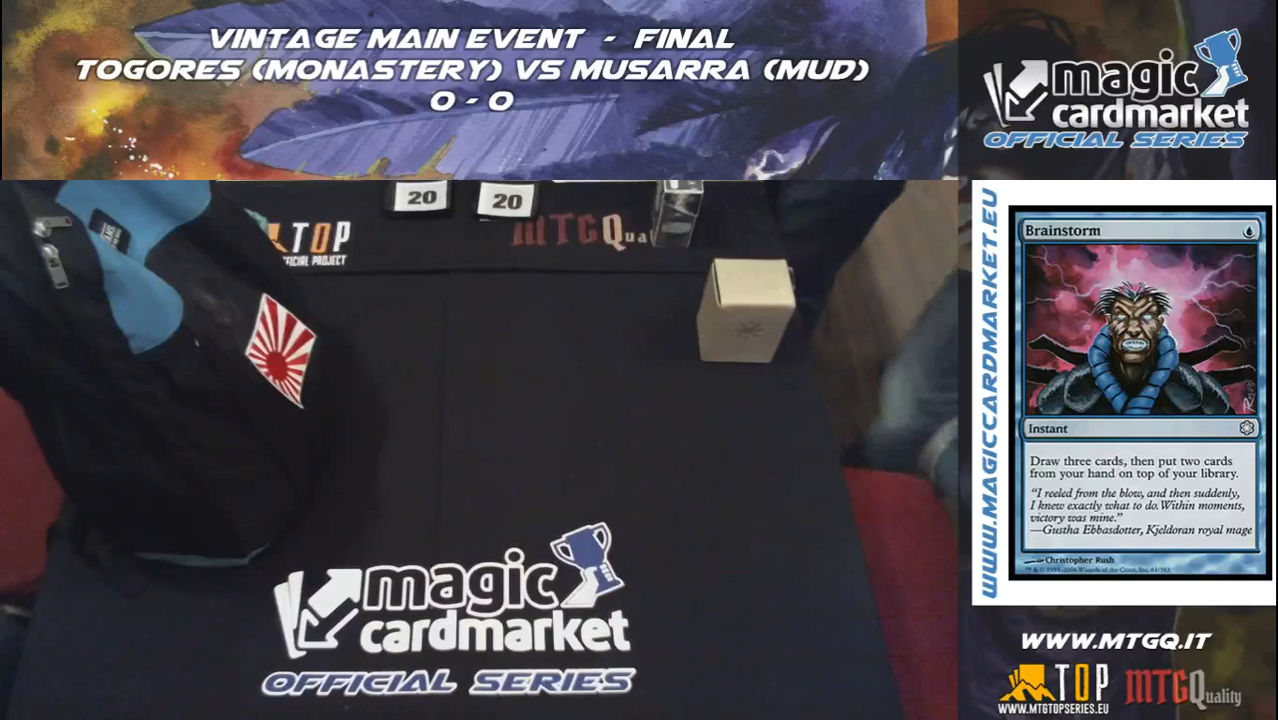 VINTAGE MAIN EVENT - FINAL
TOGORES (MONASTERY) VS MUSARRA (MUD)
0 - 0
magic
cardmarket
OFFICIAL SERIES
20
20
TOP
OFFICIAL PROJECT
MTGQua
magic
cardmarket
OFFICIAL SERIES
WWW.MAGICCARDMARKET.EU
Brainstorm
Instant
Draw three cards, then put two cards
from your hand on top of your library.
"I reeled from the blow, and then suddenly,
I knew exactly what to do. Within moments,
victory was mine."
—Gustha Ebbasdotter, Kjeldoran royal mage
Christopher Rush
WWW.MTGQ.IT
TOP
WWW.MTGTOPSERIES.EU
MTGQuality